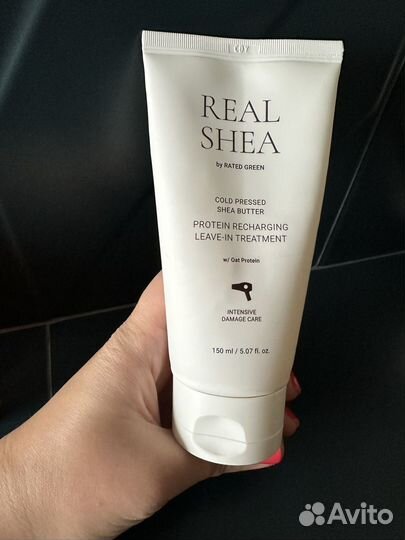 REAL
SHEA
by RATED GREEN
COLD PRESSED
SHEA BUTTER
PROTEIN RECHARGING
LEAVE-IN TREATMENT
w/ Oat Protein
INTENSIVE
DAMAGE CARE
150 ml / 5.07 fl. oz.
Avito